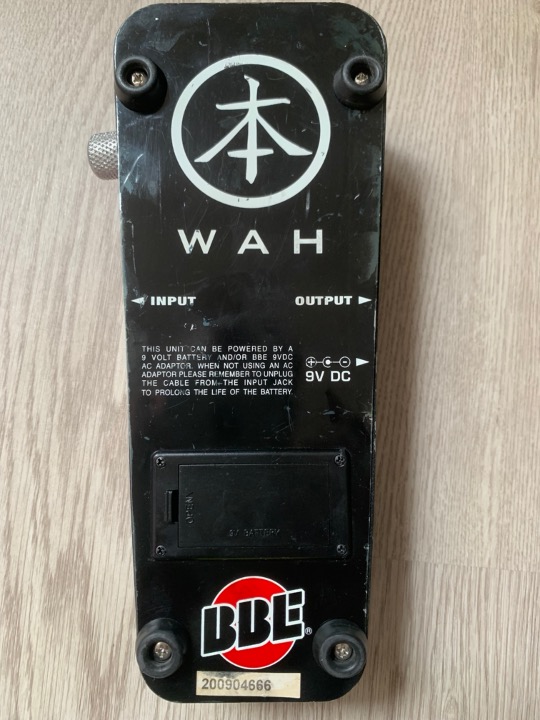 本
WAH
INPUT OUTPUT
THIS UNIT CAN BE POWERED BY A
9 VOLT BATTERY AND/OR BBE 9VDC
AC ADAPTOR. WHEN NOT USING AN AC
ADAPTOR PLEASE REMEMBER TO UNPLUG
THE CABLE FROM THE INPUT JACK
TO PROLONG THE LIFE OF THE BATTERY.
9V DC
OPEN
9V BATTERY
BBE®
200904666